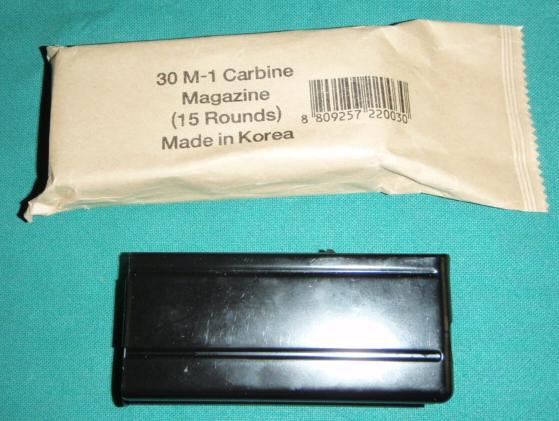 30 M-1 Carbine
Magazine
(15 Rounds)
Made in Korea
8 809257 220030